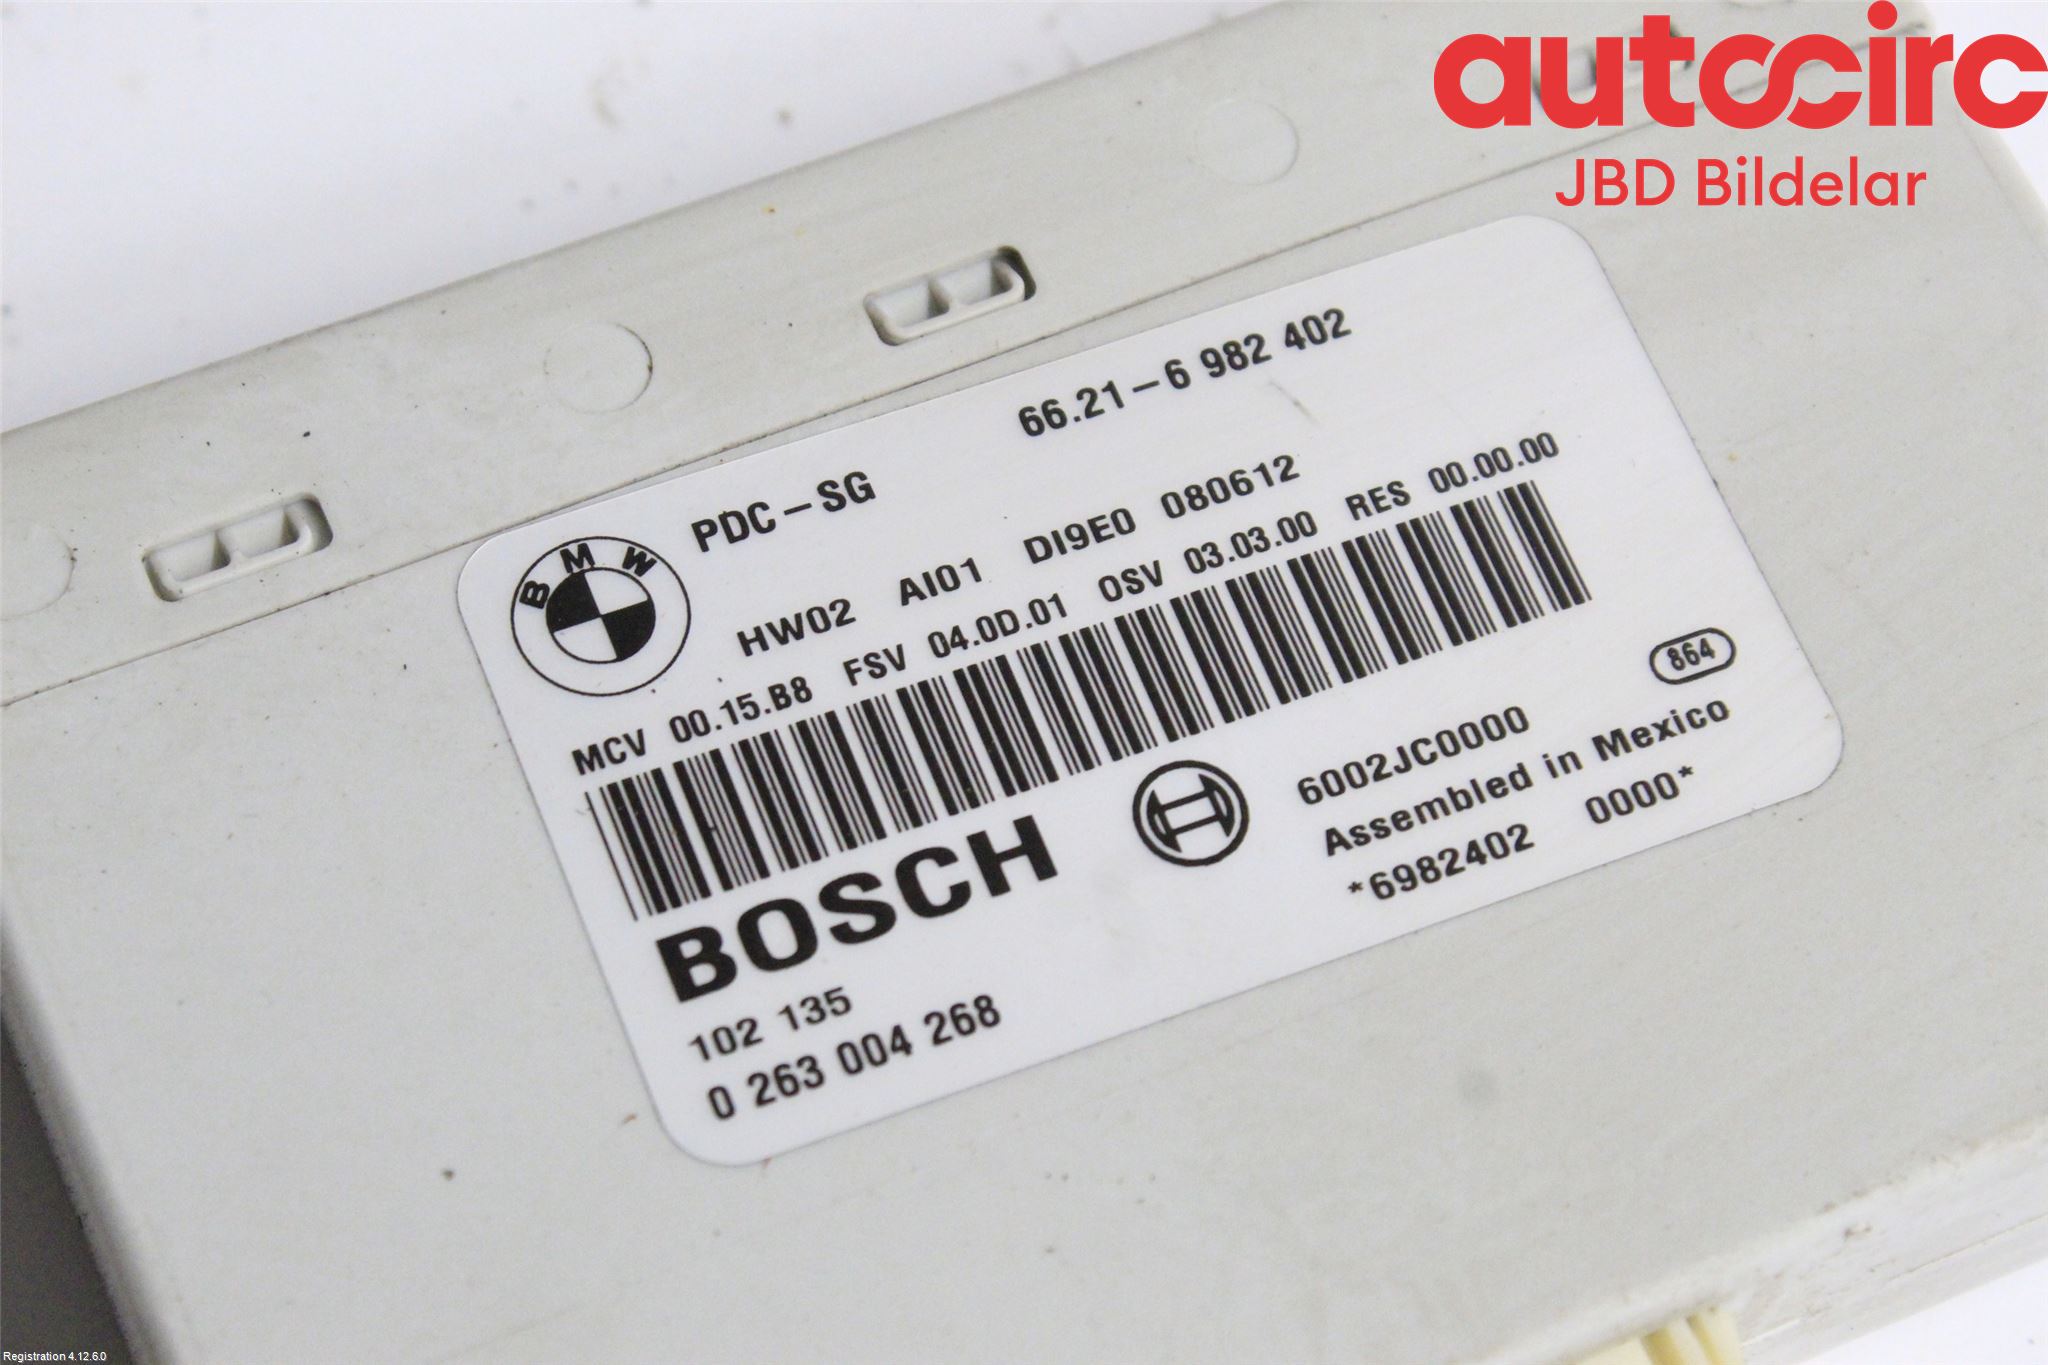 autocirc
JBD Bildelar
66.21-6 982 402
PDC-SG
BMW
HW02 AI01 DI9E0 080612
MCV 00.15.B8 FSV 04.0D.01 OSV 03.03.00 RES 00.00.00
864
6002JC0000
Assembled in Mexico
*6982402 0000*
BOSCH
102 135
0 263 004 268
Registration 4.12.6.0